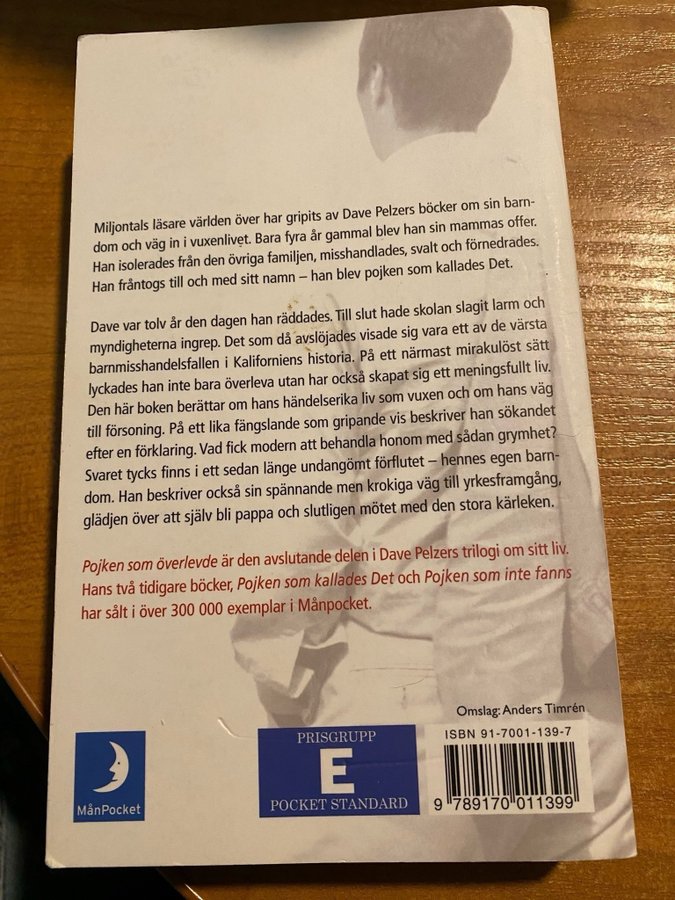 Miljontals läsare världen över har gripits av Dave Pelzers böcker om sin barn-
dom och väg in i vuxenlivet. Bara fyra år gammal blev han sin mammas offer.
Han isolerades från den övriga familjen, misshandlades, svalt och förnedrades.
Han fråntogs till och med sitt namn – han blev pojken som kallades Det.
Dave var tolv år den dagen han räddades. Till slut hade skolan slagit larm och
myndigheterna ingrep. Det som då avslöjades visade sig vara ett av de värsta
barnmisshandelsfallen i Kaliforniens historia. På ett närmast mirakulöst sätt
lyckades han inte bara överleva utan har också skapat sig ett meningsfullt liv.
Den här boken berättar om hans händelserika liv som vuxen och om hans väg
till försoning. På ett lika fängslande som gripande vis beskriver han sökandet
efter en förklaring. Vad fick modern att behandla honom med sådan grymhet?
Svaret tycks finns i ett sedan länge undangömt förflutet – hennes egen barn-
dom. Han beskriver också sin spännande men krokiga väg till yrkesframgång,
glädjen över att själv bli pappa och slutligen mötet med den stora kärleken.
Pojken som överlevde är den avslutande delen i Dave Pelzers trilogi om sitt liv.
Hans två tidigare böcker, Pojken som kallades Det och Pojken som inte fanns
har sålt i över 300 000 exemplar i Månpocket.
Omslag: Anders Timrén
MånPocket
PRISGRUPP
E
POCKET STANDARD
ISBN 91-7001-139-7
9 789170 011399